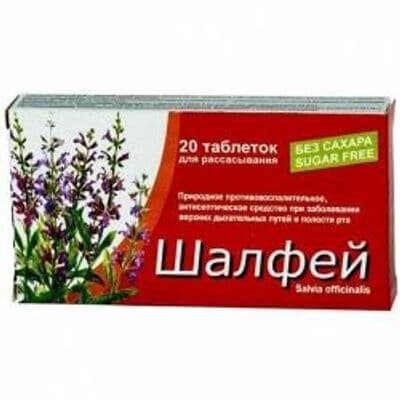 20 таблеток
для рассасывания
БЕЗ САХАРА
SUGAR FREE
Природное противовоспалительное,
антисептическое средство при заболевании
верхних дыхательных путей и полости рта
Шалфей
Salvia officinalis